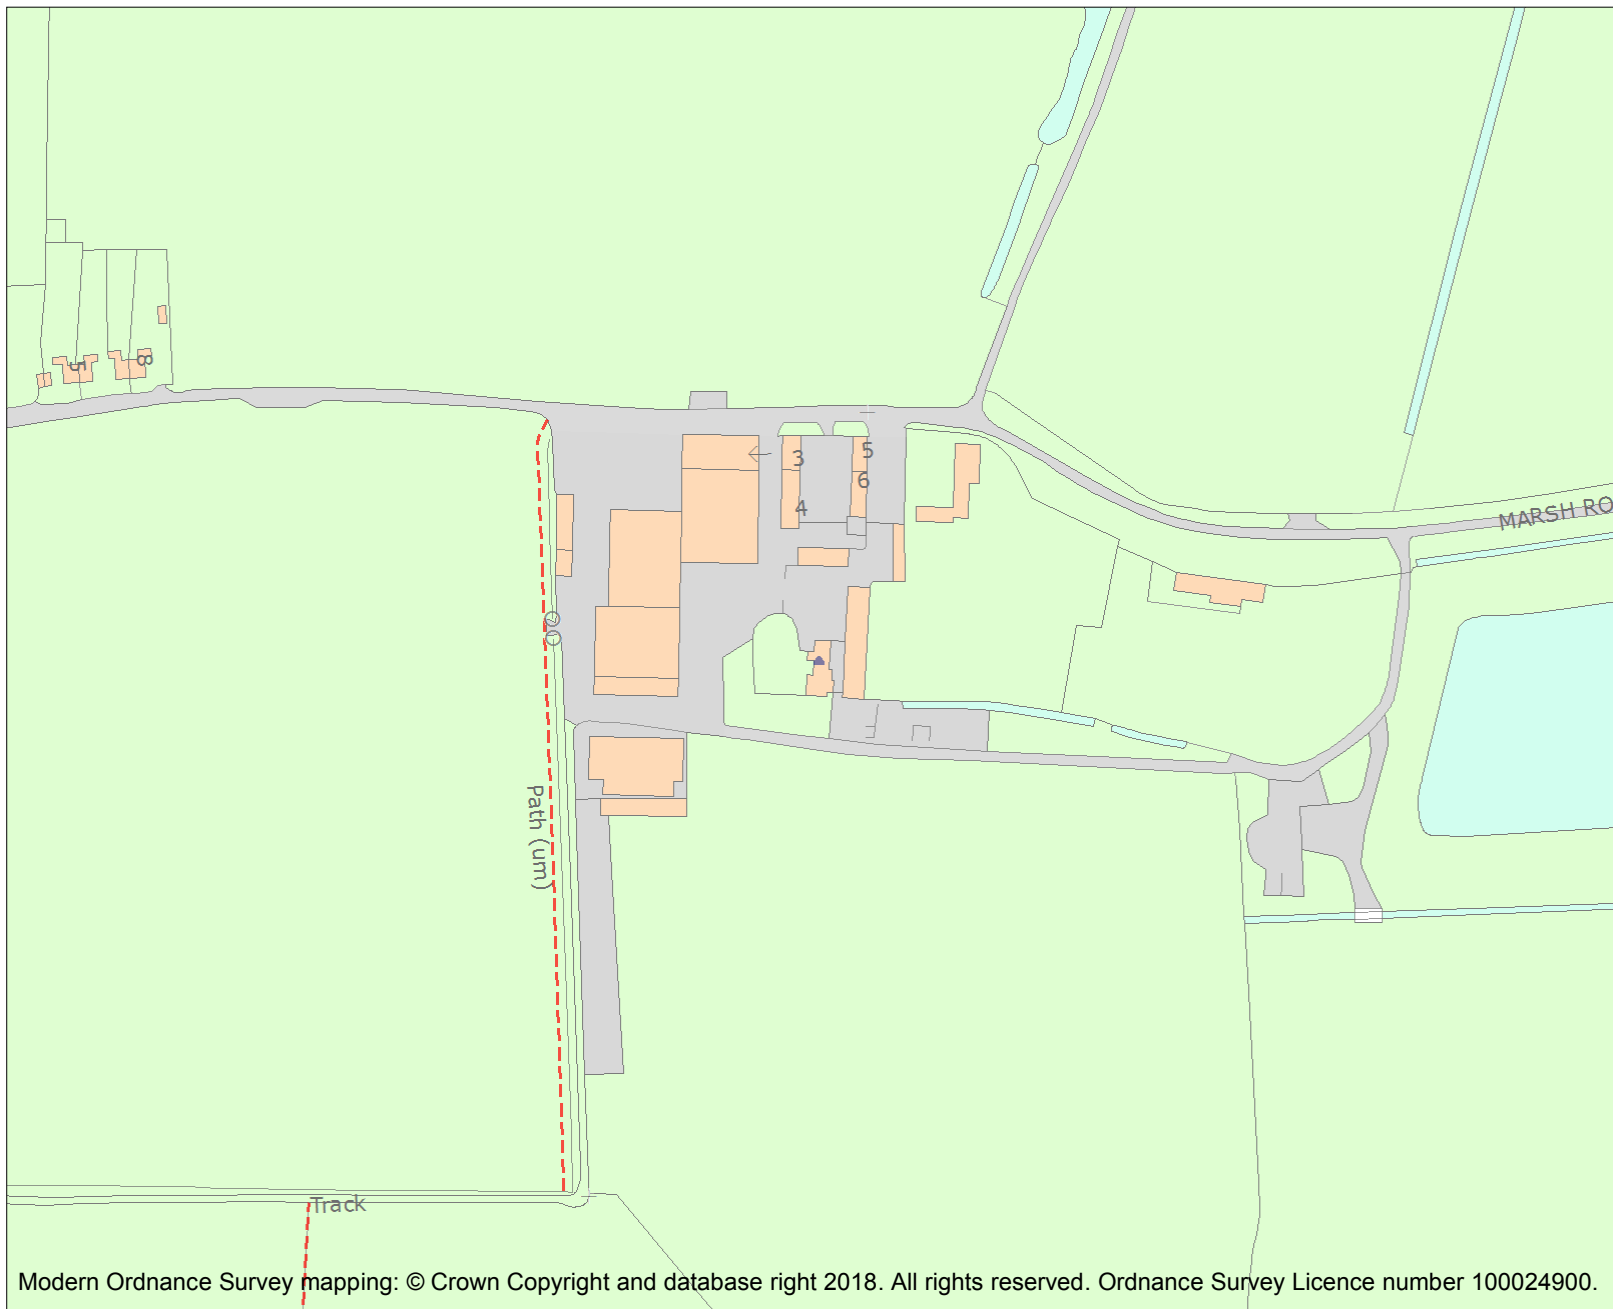 5
8
3
5
6
4
MARSH RO
Path (um)
Track
Modern Ordnance Survey mapping: © Crown Copyright and database right 2018. All rights reserved. Ordnance Survey Licence number 100024900.